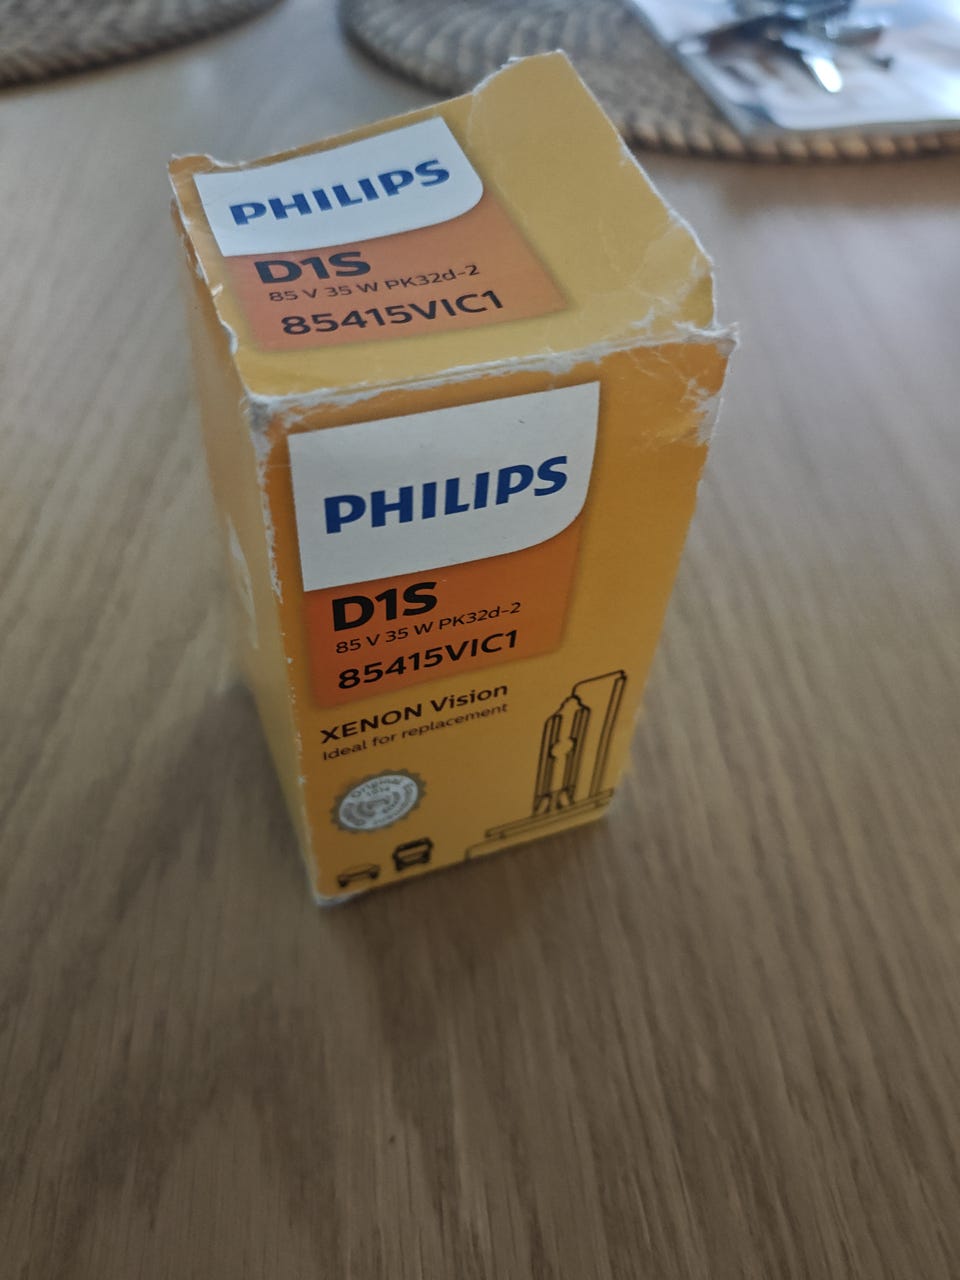 PHILIPS
D1S
85 V 35 W PK32d-2
85415VIC1
PHILIPS
D1S
85 V 35 W PK32d-2
85415VIC1
XENON Vision
Ideal for replacement
Original